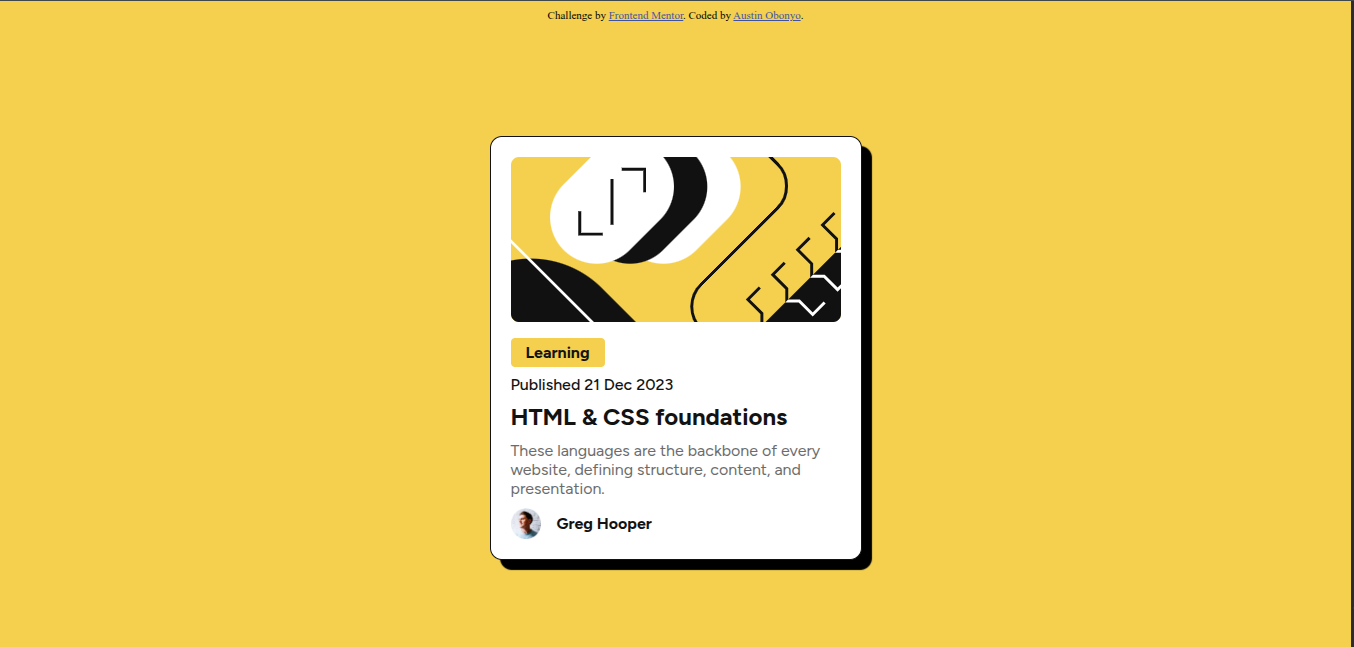 Challenge by Frontend Mentor. Coded by Austin Obonyo.
Learning
Published 21 Dec 2023
HTML & CSS foundations
These languages are the backbone of every
website, defining structure, content, and
presentation.
Greg Hooper